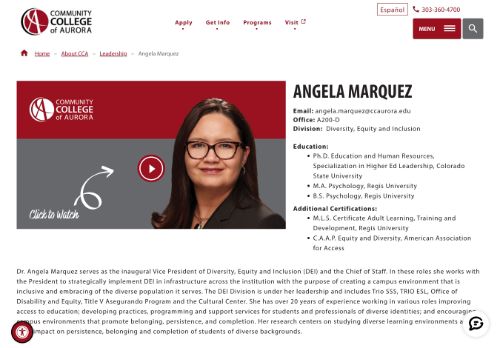 COMMUNITY
COLLEGE
of AURORA
Español
303-360-4700
Apply
Get Info
Programs
Visit
MENU
Home – About CCA – Leadership – Angela Marquez
COMMUNITY
COLLEGE
of AURORA
Click to Watch
ANGELA MARQUEZ
Email: angela.marquez@ccaurora.edu
Office: A200-D
Division: Diversity, Equity and Inclusion
Education:
Ph.D. Education and Human Resources,
Specialization in Higher Ed Leadership, Colorado
State University
M.A. Psychology, Regis University
B.S. Psychology, Regis University
Additional Certifications:
M.L.S. Certificate Adult Learning, Training and
Development, Regis University
C.A.A.P. Equity and Diversity, American Association
for Access
Dr. Angela Marquez serves as the inaugural Vice President of Diversity, Equity and Inclusion (DEI) and the Chief of Staff. In these roles she works with
the President to strategically implement DEI in infrastructure across the institution with the purpose of creating a campus environment that is
inclusive and embracing of the diverse population it serves. The DEI Division is under her leadership and includes Trio SSS, TRIO ESL, Office of
Disability and Equity, Title V Asegurando Program and the Cultural Center. She has over 20 years of experience working in various roles improving
access to education; developing practices, programming and support services for students and professionals of diverse identities; and encouraging
campus environments that promote belonging, persistence, and completion. Her research centers on studying diverse learning environments a
impact on persistence, belonging and completion of students of diverse backgrounds.